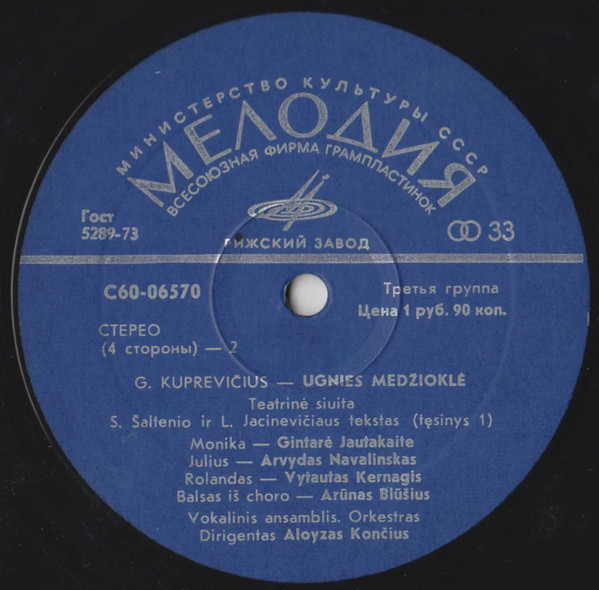 МИНИСТЕРСТВО КУЛЬТУРЫ СССР
МЕЛОДИЯ
ВСЕСОЮЗНАЯ ФИРМА ГРАМПЛАСТИНОК
Гост
5289-73
РИЖСКИЙ ЗАВОД
33
С60-06570
Третья группа
Цена 1 руб. 90 коп.
СТЕРЕО
(4 стороны) — 2
G. KUPREVIČIUS — UGNIES MEDŽIOKLĖ
Teatrinė siuita
S. Šaltenio ir L. Jacinevičiaus tekstas (tęsinys 1)
Monika — Gintarė Jautakaite
Julius — Arvydas Navalinskas
Rolandas — Vytautas Kernagis
Balsas iš choro — Arūnas Blūšius
Vokalinis ansamblis. Orkestras
Dirigentas Aloyzas Končius